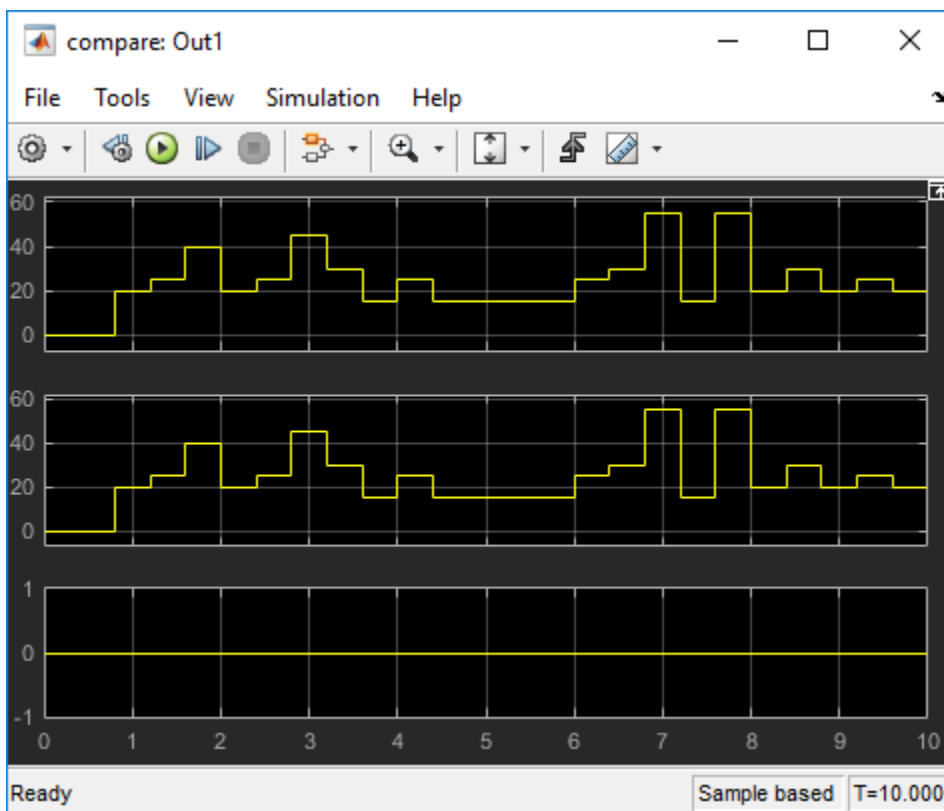 compare: Out1
File Tools View Simulation Help
60
40
20
0
60
40
20
0
1
0
-1
0 1 2 3 4 5 6 7 8 9 10
Ready Sample based T=10.000